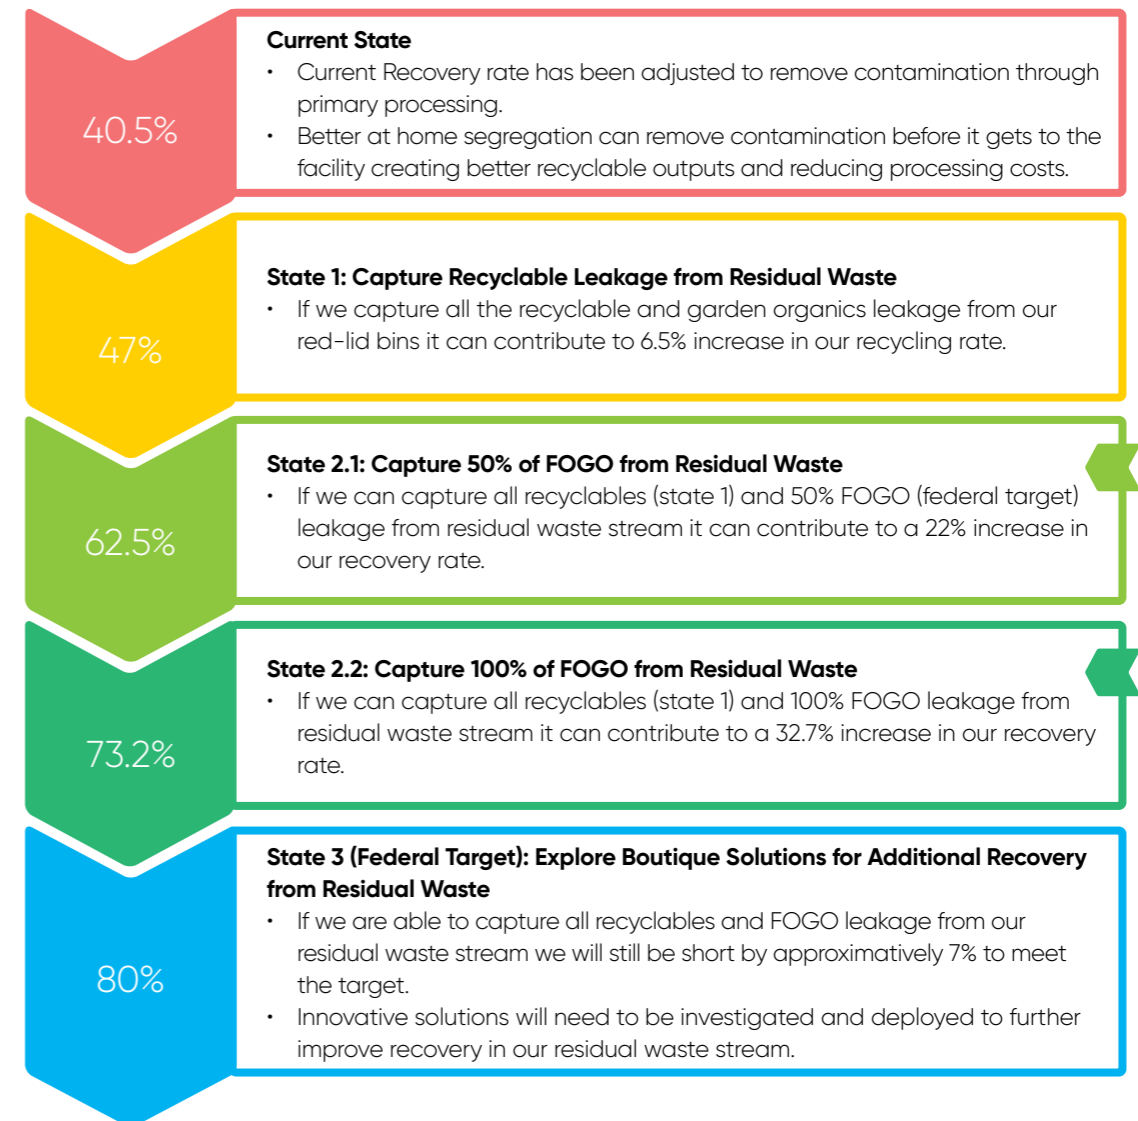 40.5%
Current State
• Current Recovery rate has been adjusted to remove contamination through
primary processing.
• Better at home segregation can remove contamination before it gets to the
facility creating better recyclable outputs and reducing processing costs.
47%
State 1: Capture Recyclable Leakage from Residual Waste
• If we capture all the recyclable and garden organics leakage from our
red-lid bins it can contribute to 6.5% increase in our recycling rate.
62.5%
State 2.1: Capture 50% of FOGO from Residual Waste
• If we can capture all recyclables (state 1) and 50% FOGO (federal target)
leakage from residual waste stream it can contribute to a 22% increase in
our recovery rate.
73.2%
State 2.2: Capture 100% of FOGO from Residual Waste
• If we can capture all recyclables (state 1) and 100% FOGO leakage from
residual waste stream it can contribute to a 32.7% increase in our recovery
rate.
80%
State 3 (Federal Target): Explore Boutique Solutions for Additional Recovery
from Residual Waste
• If we are able to capture all recyclables and FOGO leakage from our
residual waste stream we will still be short by approximatively 7% to meet
the target.
• Innovative solutions will need to be investigated and deployed to further
improve recovery in our residual waste stream.